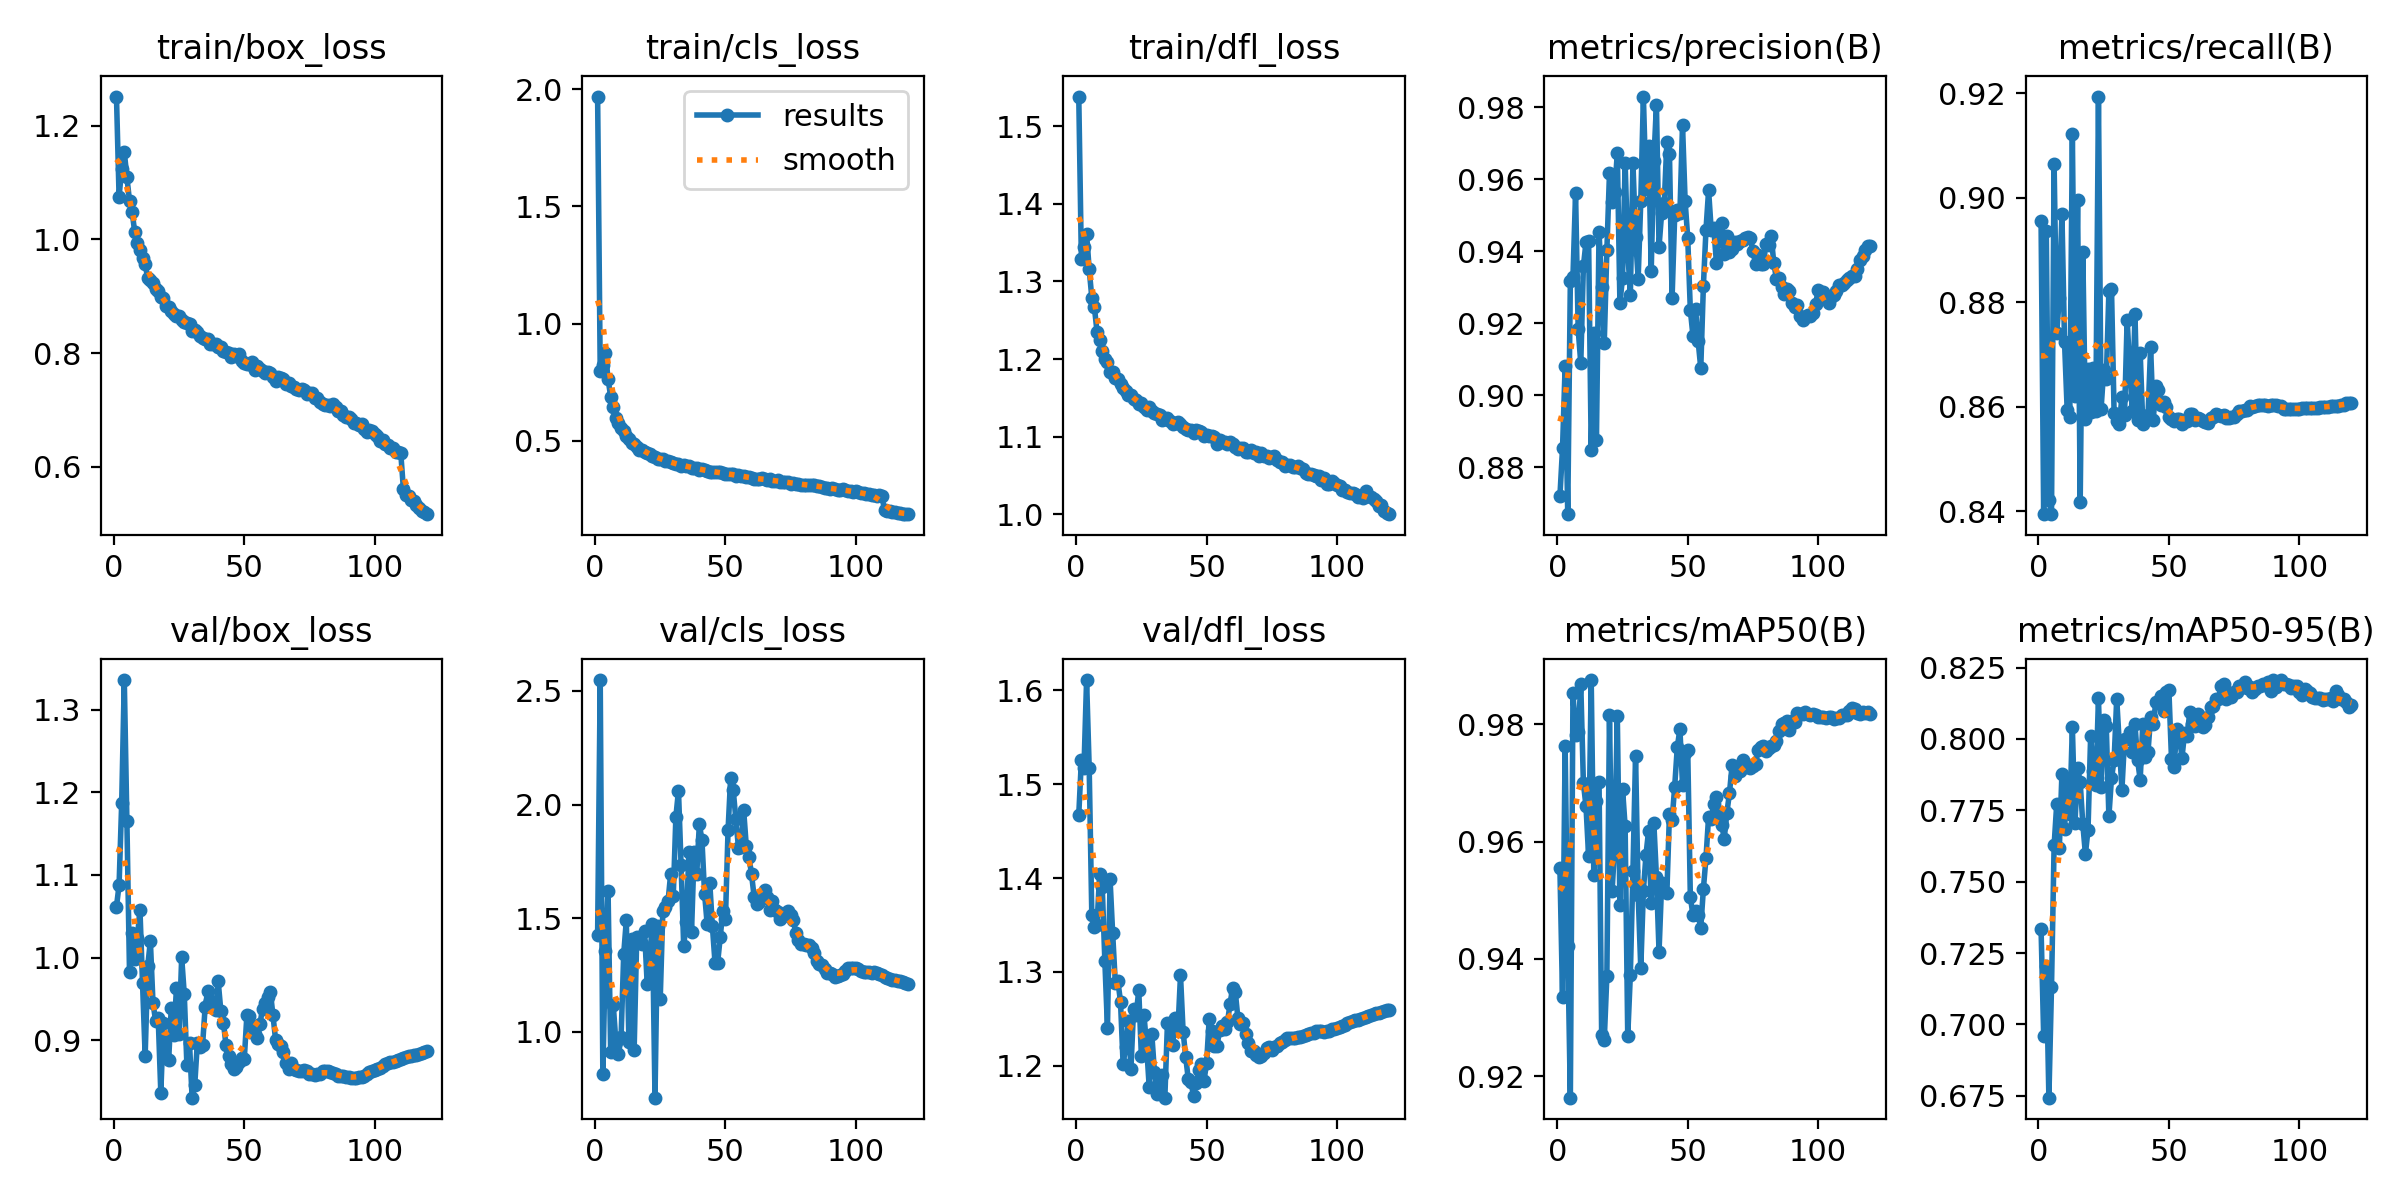 train/box_loss
1.2
1.0
0.8
0.6
0 50 100
train/cls_loss
2.0
1.5
1.0
0.5
0 50 100
results
smooth
train/dfl_loss
1.5
1.4
1.3
1.2
1.1
1.0
0 50 100
metrics/precision(B)
0.98
0.96
0.94
0.92
0.90
0.88
0 50 100
metrics/recall(B)
0.92
0.90
0.88
0.86
0.84
0 50 100
val/box_loss
1.3
1.2
1.1
1.0
0.9
0 50 100
val/cls_loss
2.5
2.0
1.5
1.0
0 50 100
val/dfl_loss
1.6
1.5
1.4
1.3
1.2
0 50 100
metrics/mAP50(B)
0.98
0.96
0.94
0.92
0 50 100
metrics/mAP50-95(B)
0.825
0.800
0.775
0.750
0.725
0.700
0.675
0 50 100